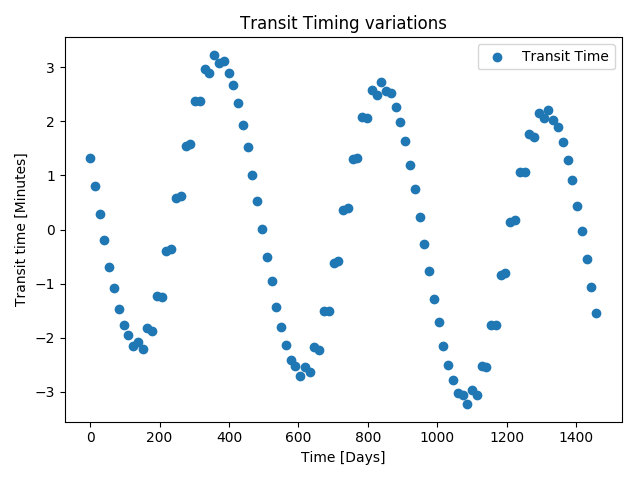 Transit Timing variations
Transit Time
Transit time [Minutes]
3
2
1
0
−1
−2
−3
0 200 400 600 800 1000 1200 1400
Time [Days]